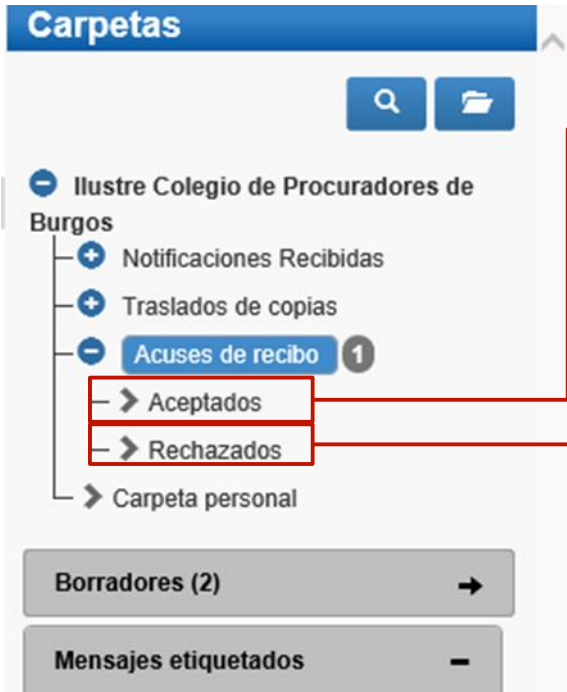 Carpetas
Ilustre Colegio de Procuradores de
Burgos
Notificaciones Recibidas
Traslados de copias
Acuses de recibo 1
Aceptados
Rechazados
Carpeta personal
Borradores (2)
Mensajes etiquetados